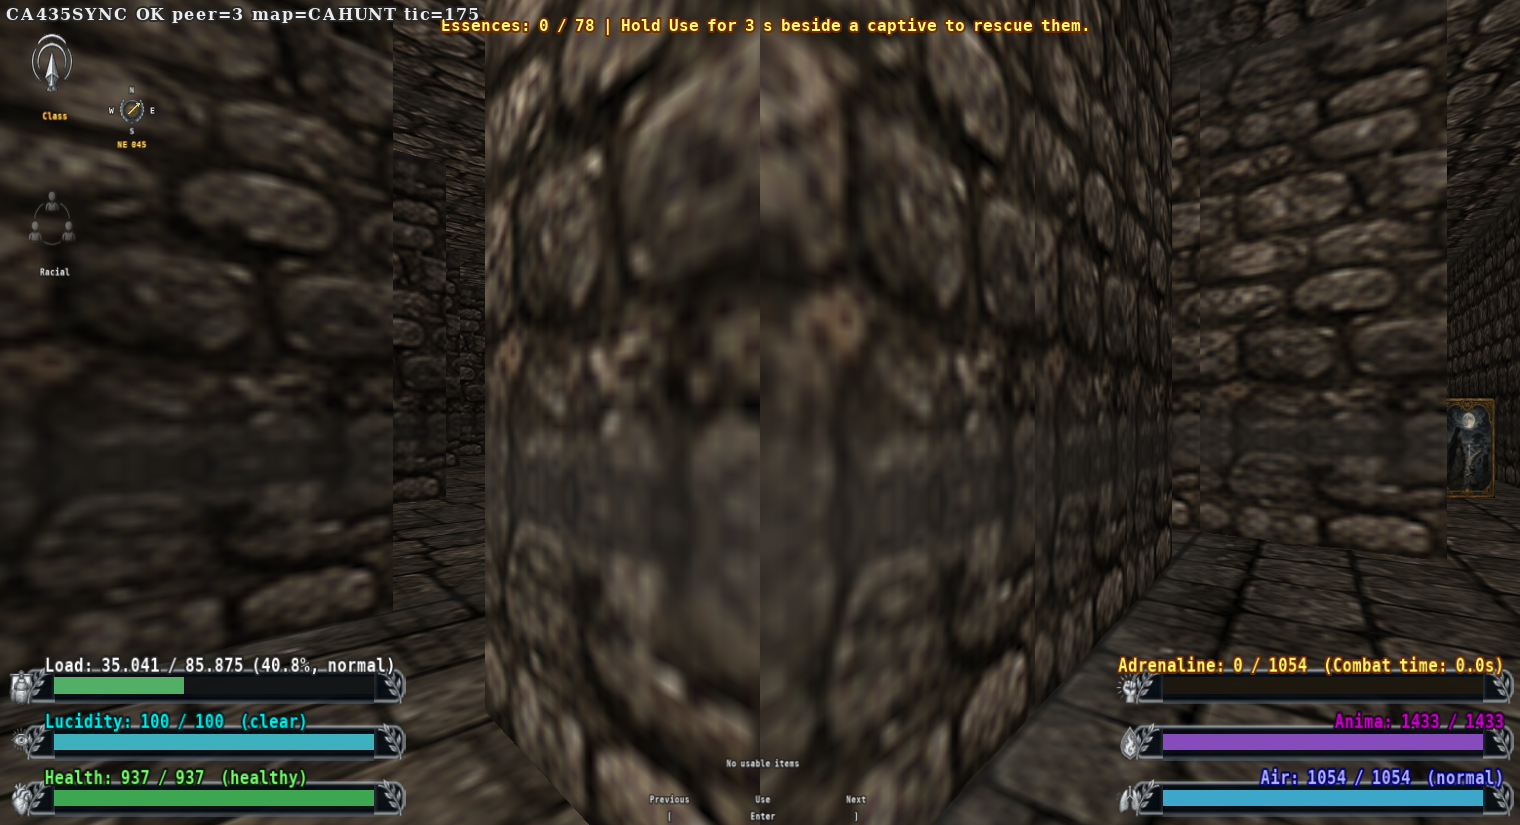 CA435SYNC OK peer=3 map=CAHUNT tic=175
Essences: 0 / 78 | Hold Use for 3 s beside a captive to rescue them.
N
W E
S
Class
NE 045
Racial
Load: 35.041 / 85.875 (40.8%, normal)
Adrenaline: 0 / 1054 (Combat time: 0.0s)
Lucidity: 100 / 100 (clear)
Anima: 1433 / 1433
Health: 937 / 937 (healthy)
Air: 1054 / 1054 (normal)
No usable items
Previous Use Next
[ Enter ]